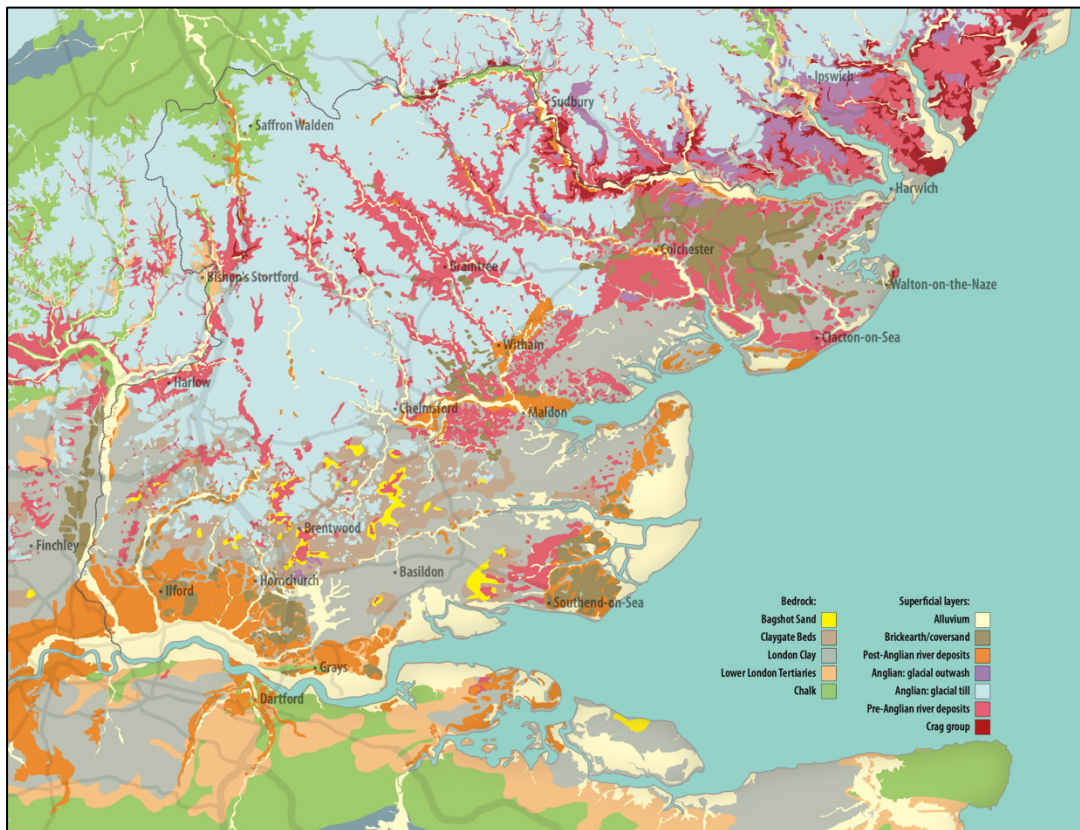 Ipswich
Sudbury
Saffron Walden
Harwich
Colchester
Braintree
Bishop's Stortford
Walton-on-the-Naze
Clacton-on-Sea
Witham
Harlow
Chelmsford
Maldon
Brentwood
Finchley
Basildon
Hornchurch
Ilford
Southend-on-Sea
Grays
Dartford
Bedrock:
Bagshot Sand
Claygate Beds
London Clay
Lower London Tertiaries
Chalk
Superficial layers:
Alluvium
Brickearth/coversand
Post-Anglian river deposits
Anglian: glacial outwash
Anglian: glacial till
Pre-Anglian river deposits
Crag group